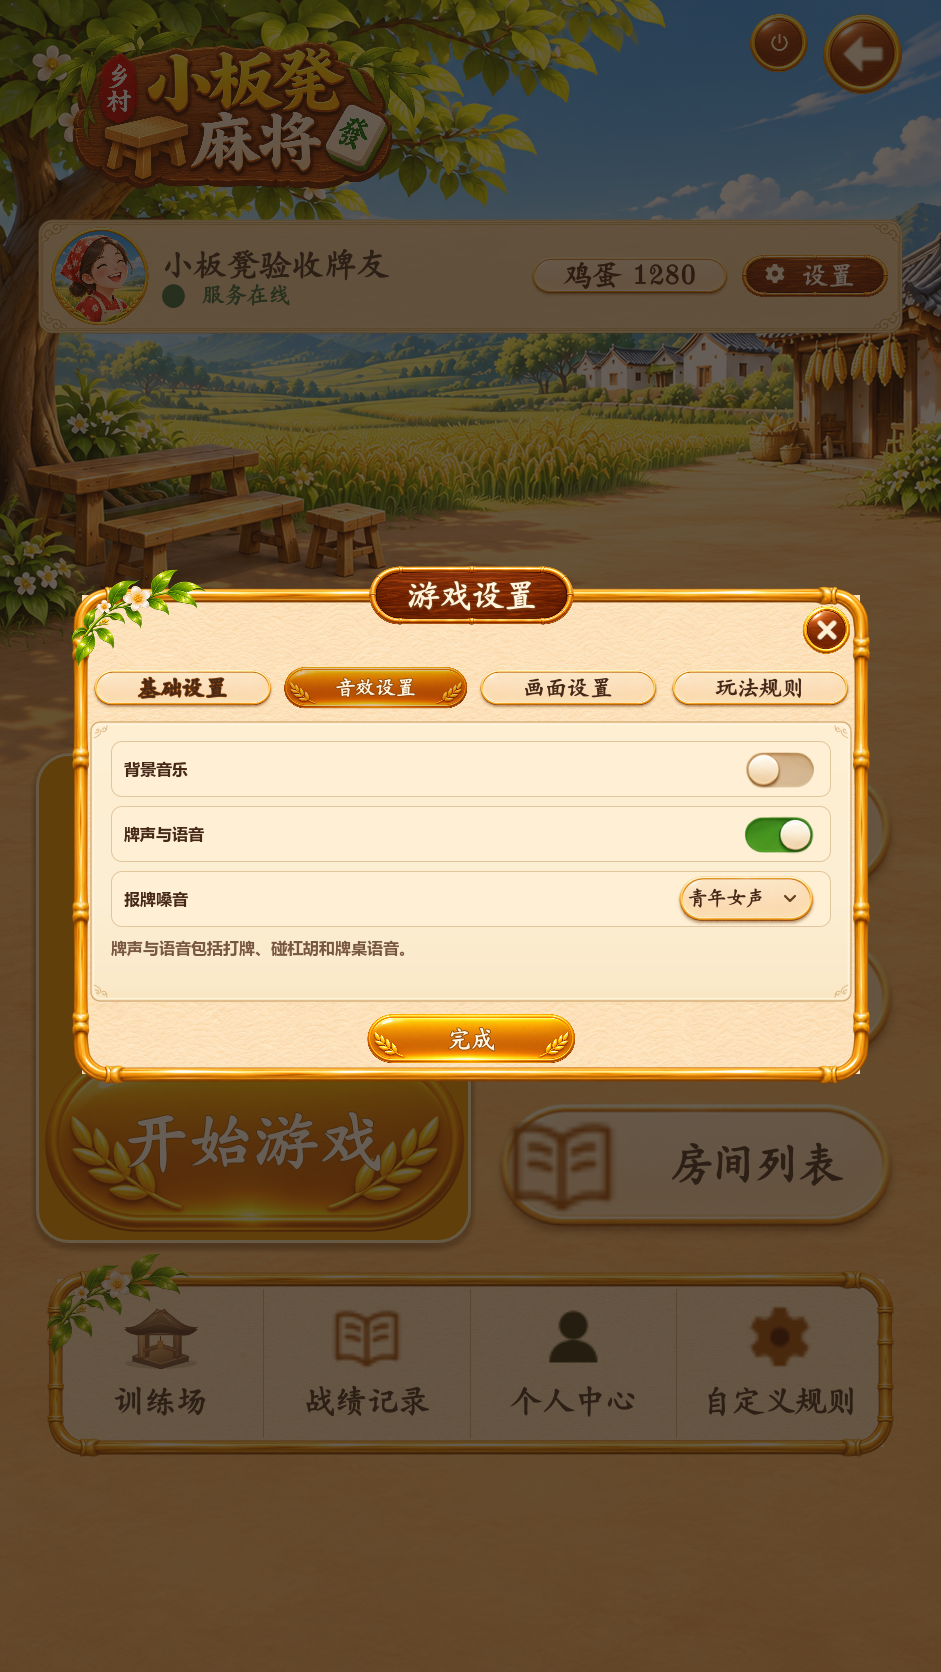 乡村
小板凳
麻将
發
小板凳验收牌友
服务在线
鸡蛋 1280
设置
游戏设置
基础设置
音效设置
画面设置
玩法规则
背景音乐
牌声与语音
报牌嗓音
青年女声
牌声与语音包括打牌、碰杠胡和牌桌语音。
完成
开始游戏
房间列表
训练场
战绩记录
个人中心
自定义规则